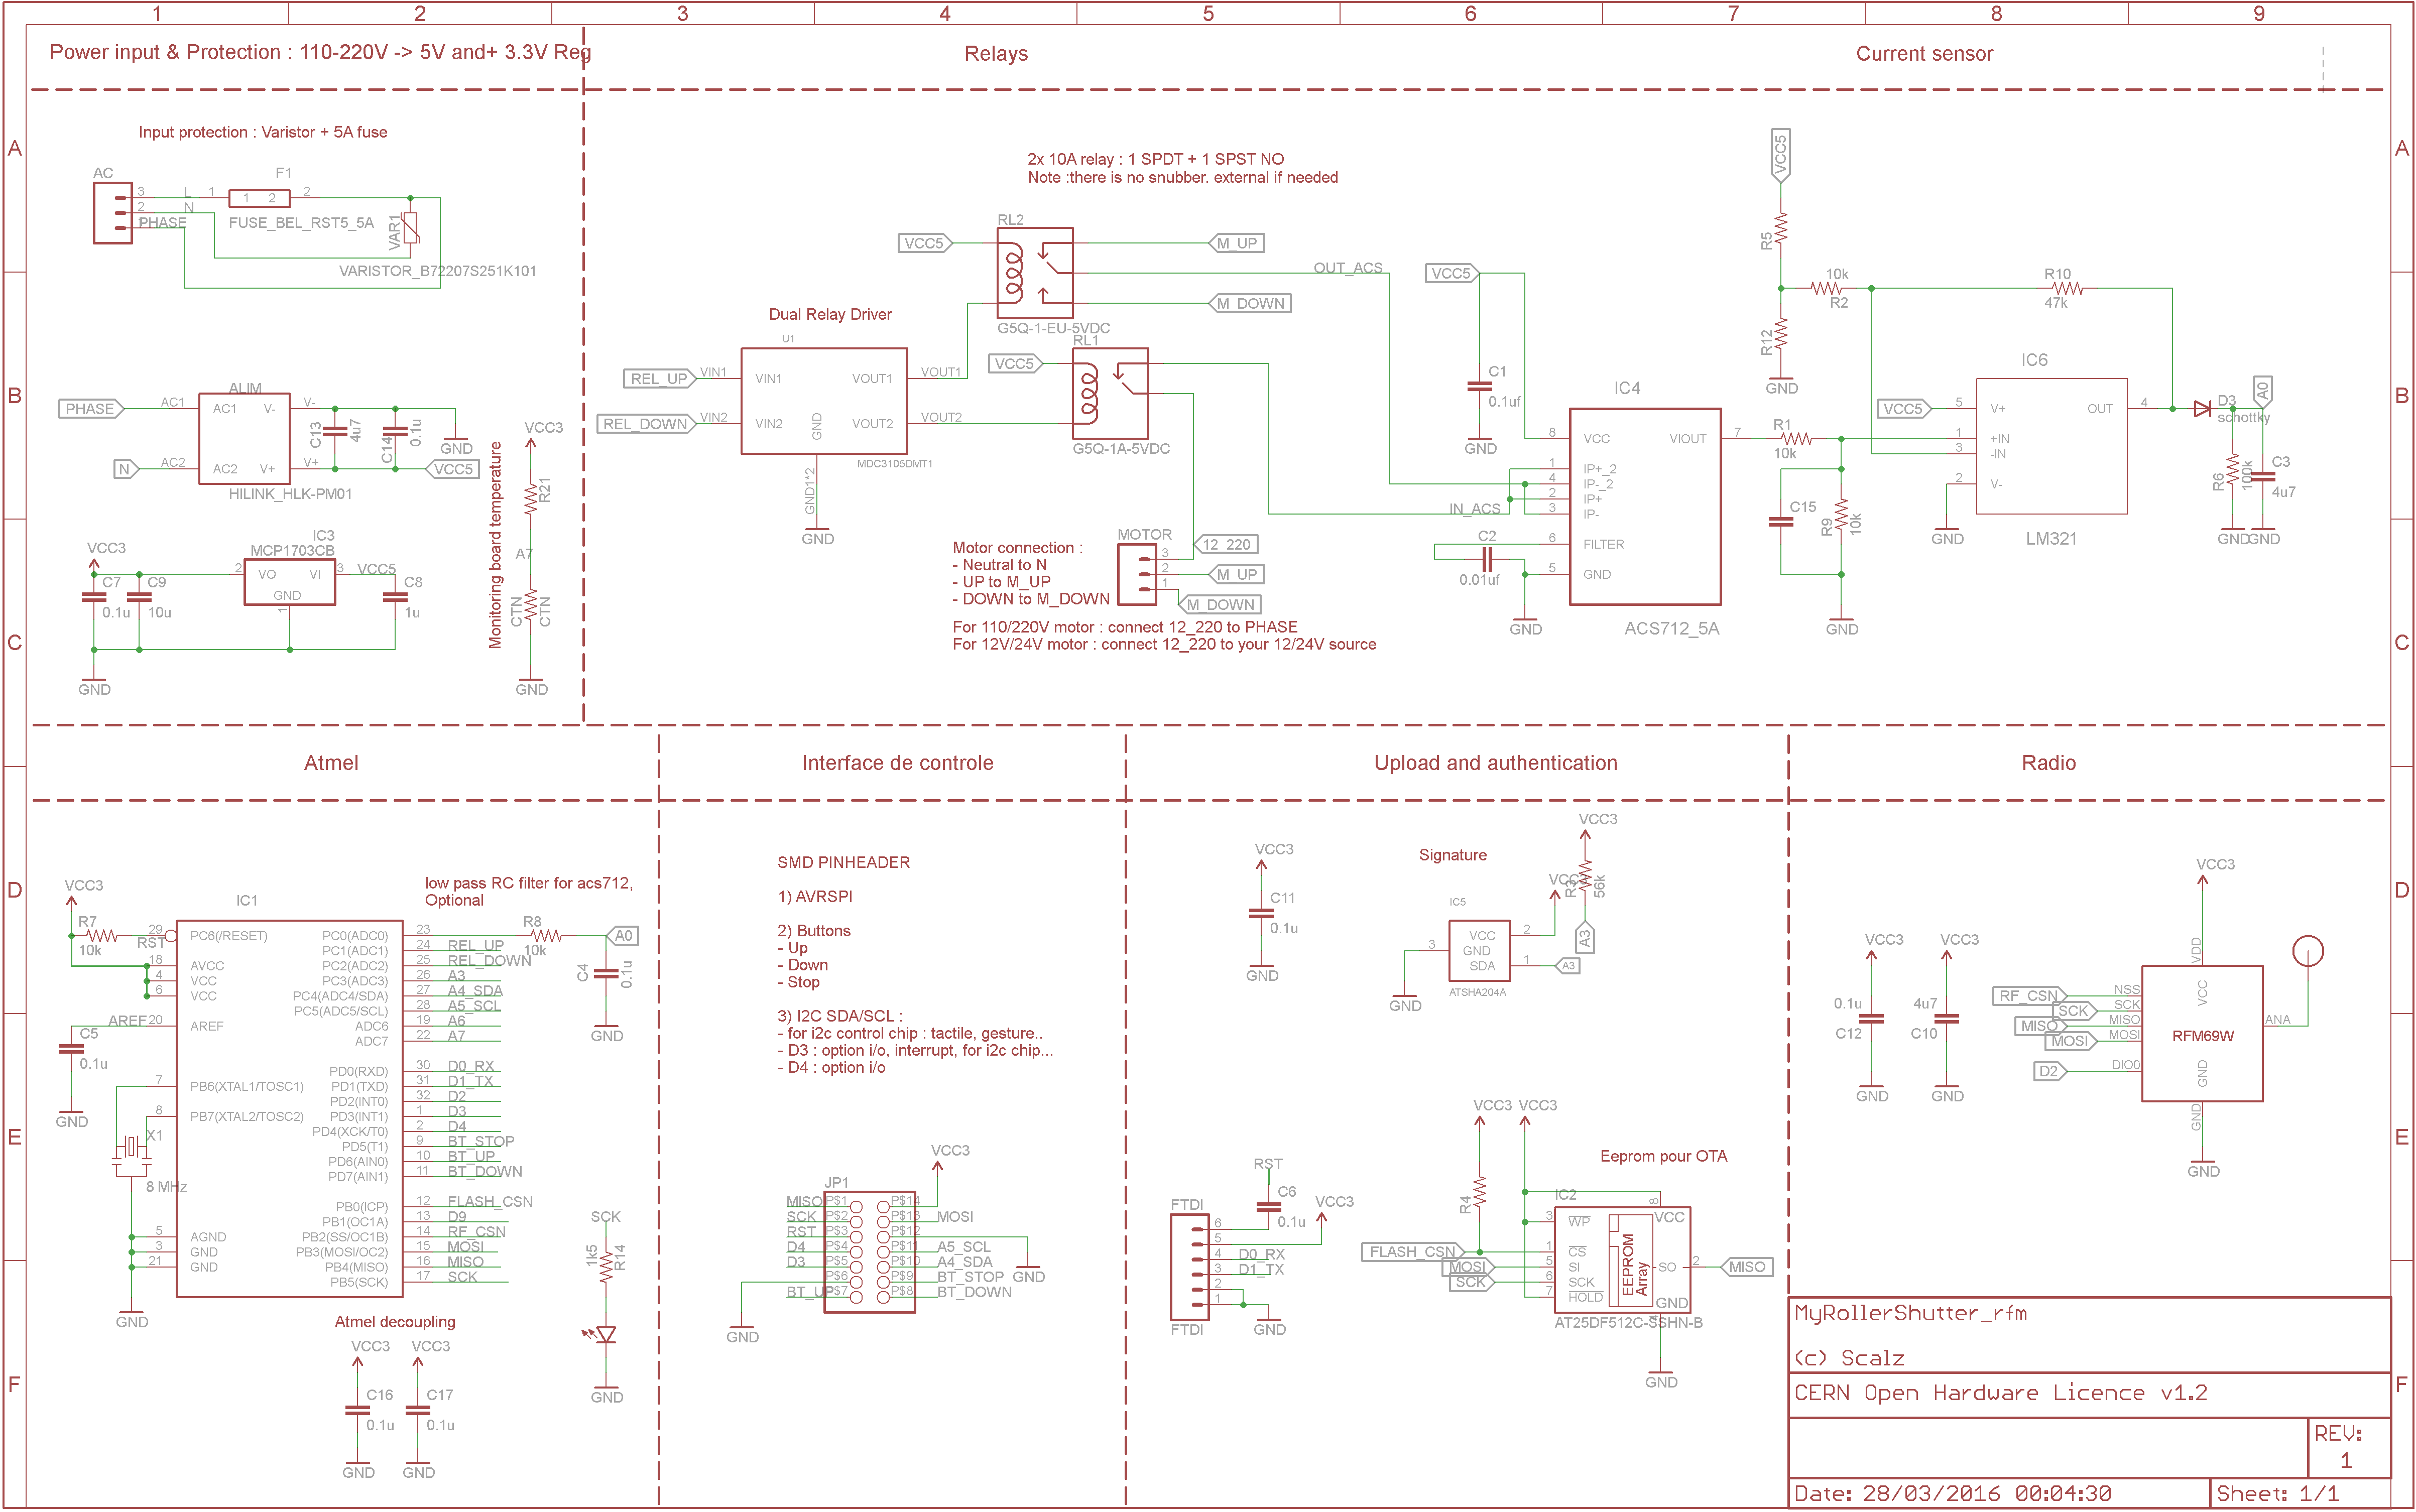 1 2 3 4 5 6 7 8 9
Power input & Protection : 110-220V -> 5V and+ 3.3V Reg
Relays
Current sensor
A
B
C
D
E
F
Input protection : Varistor + 5A fuse
AC
3
2
L
N
PHASE
F1
1
1 2
2
FUSE_BEL_RST5_5A
VAR1
VARISTOR_B72207S251K101
ALIM
PHASE
AC1
AC1
V-
V-
N
AC2
AC2
V+
V+
HILINK_HLK-PM01
C13
4u7
C14
0.1u
GND
VCC5
VCC3
IC3
MCP1703CB
2
VO
VI
3
VCC5
GND
1
C7
0.1u
C9
10u
C8
1u
GND
Monitoring board temperature
VCC3
R21
A7
CTN
CTN
GND
2x 10A relay : 1 SPDT + 1 SPST NO
Note :there is no snubber. external if needed
Dual Relay Driver
U1
REL_UP
VIN1
VIN1
VOUT1
VOUT1
REL_DOWN
VIN2
VIN2
VOUT2
VOUT2
GND
MDC3105DMT1
GND1*2
GND
RL2
VCC5
G5Q-1-EU-5VDC
M_UP
OUT_ACS
M_DOWN
RL1
VCC5
G5Q-1A-5VDC
IN_ACS
Motor connection :
- Neutral to N
- UP to M_UP
- DOWN to M_DOWN
For 110/220V motor : connect 12_220 to PHASE
For 12V/24V motor : connect 12_220 to your 12/24V source
MOTOR
3
2
1
12_220
M_UP
M_DOWN
VCC5
C1
0.1uf
GND
C2
0.01uf
GND
IC4
8
VCC
VIOUT
7
1
IP+_2
4
IP-_2
2
IP+
3
IP-
6
FILTER
5
GND
ACS712_5A
VCC5
R5
R12
GND
10k
R2
R10
47k
R1
10k
C15
R9
10k
GND
IC6
VCC5
5
V+
OUT
4
1
+IN
3
-IN
2
V-
LM321
GND
D3
schottky
A0
R6
100k
C3
4u7
GND
GND
Atmel
Interface de controle
Upload and authentication
Radio
low pass RC filter for acs712,
Optional
VCC3
R7
10k
RST
IC1
29
PC6(/RESET)
18
AVCC
4
VCC
6
VCC
AREF
20
AREF
C5
0.1u
GND
7
PB6(XTAL1/TOSC1)
8
PB7(XTAL2/TOSC2)
X1
8 MHz
5
AGND
3
GND
21
GND
GND
PC0(ADC0) 23
PC1(ADC1) 24 REL_UP
PC2(ADC2) 25 REL_DOWN
PC3(ADC3) 26 A3
PC4(ADC4/SDA) 27 A4_SDA
PC5(ADC5/SCL) 28 A5_SCL
ADC6 19 A6
ADC7 22 A7
PD0(RXD) 30 D0_RX
PD1(TXD) 31 D1_TX
PD2(INT0) 32 D2
PD3(INT1) 1 D3
PD4(XCK/T0) 2 D4
PD5(T1) 9 BT_STOP
PD6(AIN0) 10 BT_UP
PD7(AIN1) 11 BT_DOWN
PB0(ICP) 12 FLASH_CSN
PB1(OC1A) 13 D9
PB2(SS/OC1B) 14 RF_CSN
PB3(MOSI/OC2) 15 MOSI
PB4(MISO) 16 MISO
PB5(SCK) 17 SCK
R8
10k
A0
C4
0.1u
GND
SCK
1k5
R14
GND
Atmel decoupling
VCC3
VCC3
C16
0.1u
C17
0.1u
GND
GND
SMD PINHEADER
1) AVRSPI
2) Buttons
- Up
- Down
- Stop
3) I2C SDA/SCL :
- for i2c control chip : tactile, gesture..
- D3 : option i/o, interrupt, for i2c chip...
- D4 : option i/o
VCC3
JP1
MISO P$1 P$14
SCK P$2 P$13 MOSI
RST P$3 P$12
D4 P$4 P$11 A5_SCL
D3 P$5 P$10 A4_SDA
P$6 P$9 BT_STOP
BT_UP P$7 P$8 BT_DOWN
GND
GND
VCC3
C11
0.1u
GND
Signature
IC5
VCC
2
GND
3
SDA
1
A3
ATSHA204A
GND
VCC3
R3
56k
A3
RST
C6
0.1u
VCC3
FTDI
6
5
4 D0_RX
3 D1_TX
2
1
FTDI
GND
Eeprom pour OTA
VCC3
VCC3
R4
IC2
FLASH_CSN
MOSI
SCK
3
WP
1
CS
5
SI
6
SCK
7
HOLD
EEPROM
Array
8
VCC
SO
2
MISO
GND
AT25DF512C-SSHN-B
GND
VCC3
VCC3
0.1u
C12
4u7
C10
GND
GND
VCC3
VDD
VCC
RF_CSN
NSS
SCK
SCK
MISO
MISO
MOSI
MOSI
D2
DIO0
RFM69W
ANA
GND
GND
GND
MyRollerShutter_rfm
(c) Scalz
CERN Open Hardware Licence v1.2
REV:
1
Date: 28/03/2016 00:04:30
Sheet: 1/1